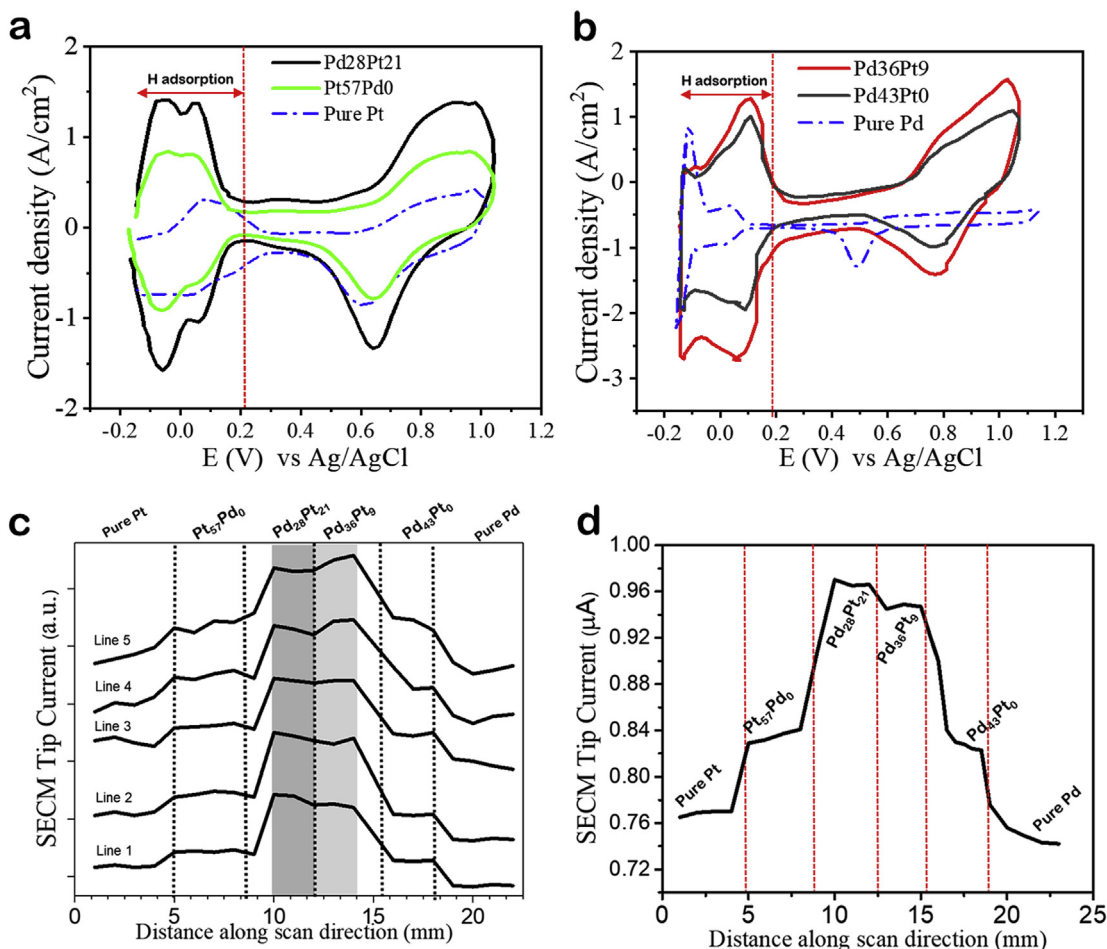 a
Pd28Pt21
Pt57Pd0
Pure Pt
H adsorption
Current density (A/cm²)
2
1
0
-1
-2
-0.2 0.0 0.2 0.4 0.6 0.8 1.0 1.2
E (V) vs Ag/AgCl
b
Pd36Pt9
Pd43Pt0
Pure Pd
H adsorption
Current density (A/cm²)
2
1
0
-1
-2
-3
-0.2 0.0 0.2 0.4 0.6 0.8 1.0 1.2
E (V) vs Ag/AgCl
c
Pure Pt
Pt₅₇Pd₀
Pd₂₈Pt₂₁
Pd₃₆Pt₉
Pd₄₃Pt₀
Pure Pd
SECM Tip Current (a.u.)
Line 5
Line 4
Line 3
Line 2
Line 1
0 5 10 15 20
Distance along scan direction (mm)
d
SECM Tip Current (µA)
1.00
0.96
0.92
0.88
0.84
0.80
0.76
0.72
Pure Pt
Pt₅₇Pd₀
Pd₂₈Pt₂₁
Pd₃₆Pt₉
Pd₄₃Pt₀
Pure Pd
0 5 10 15 20 25
Distance along scan direction (mm)